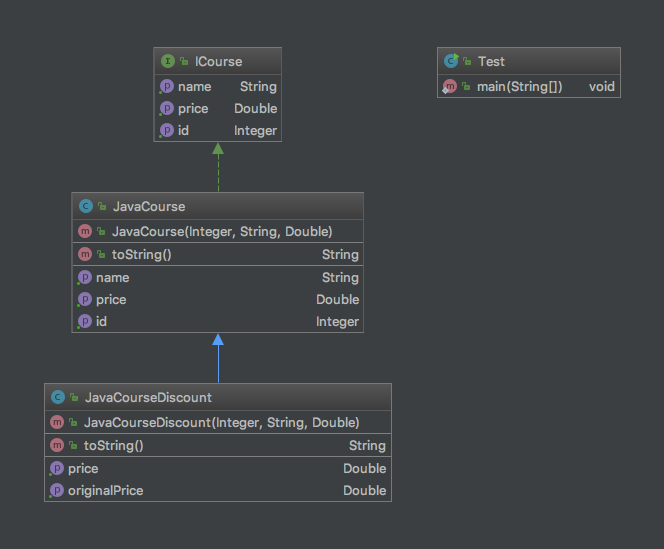 ICourse
name String
price Double
id Integer
Test
main(String[]) void
JavaCourse
JavaCourse(Integer, String, Double)
toString() String
name String
price Double
id Integer
JavaCourseDiscount
JavaCourseDiscount(Integer, String, Double)
toString() String
price Double
originalPrice Double